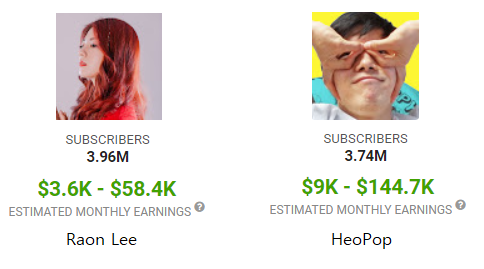 SUBSCRIBERS
3.96M
$3.6K - $58.4K
ESTIMATED MONTHLY EARNINGS ?
Raon Lee
SUBSCRIBERS
3.74M
$9K - $144.7K
ESTIMATED MONTHLY EARNINGS ?
HeoPop